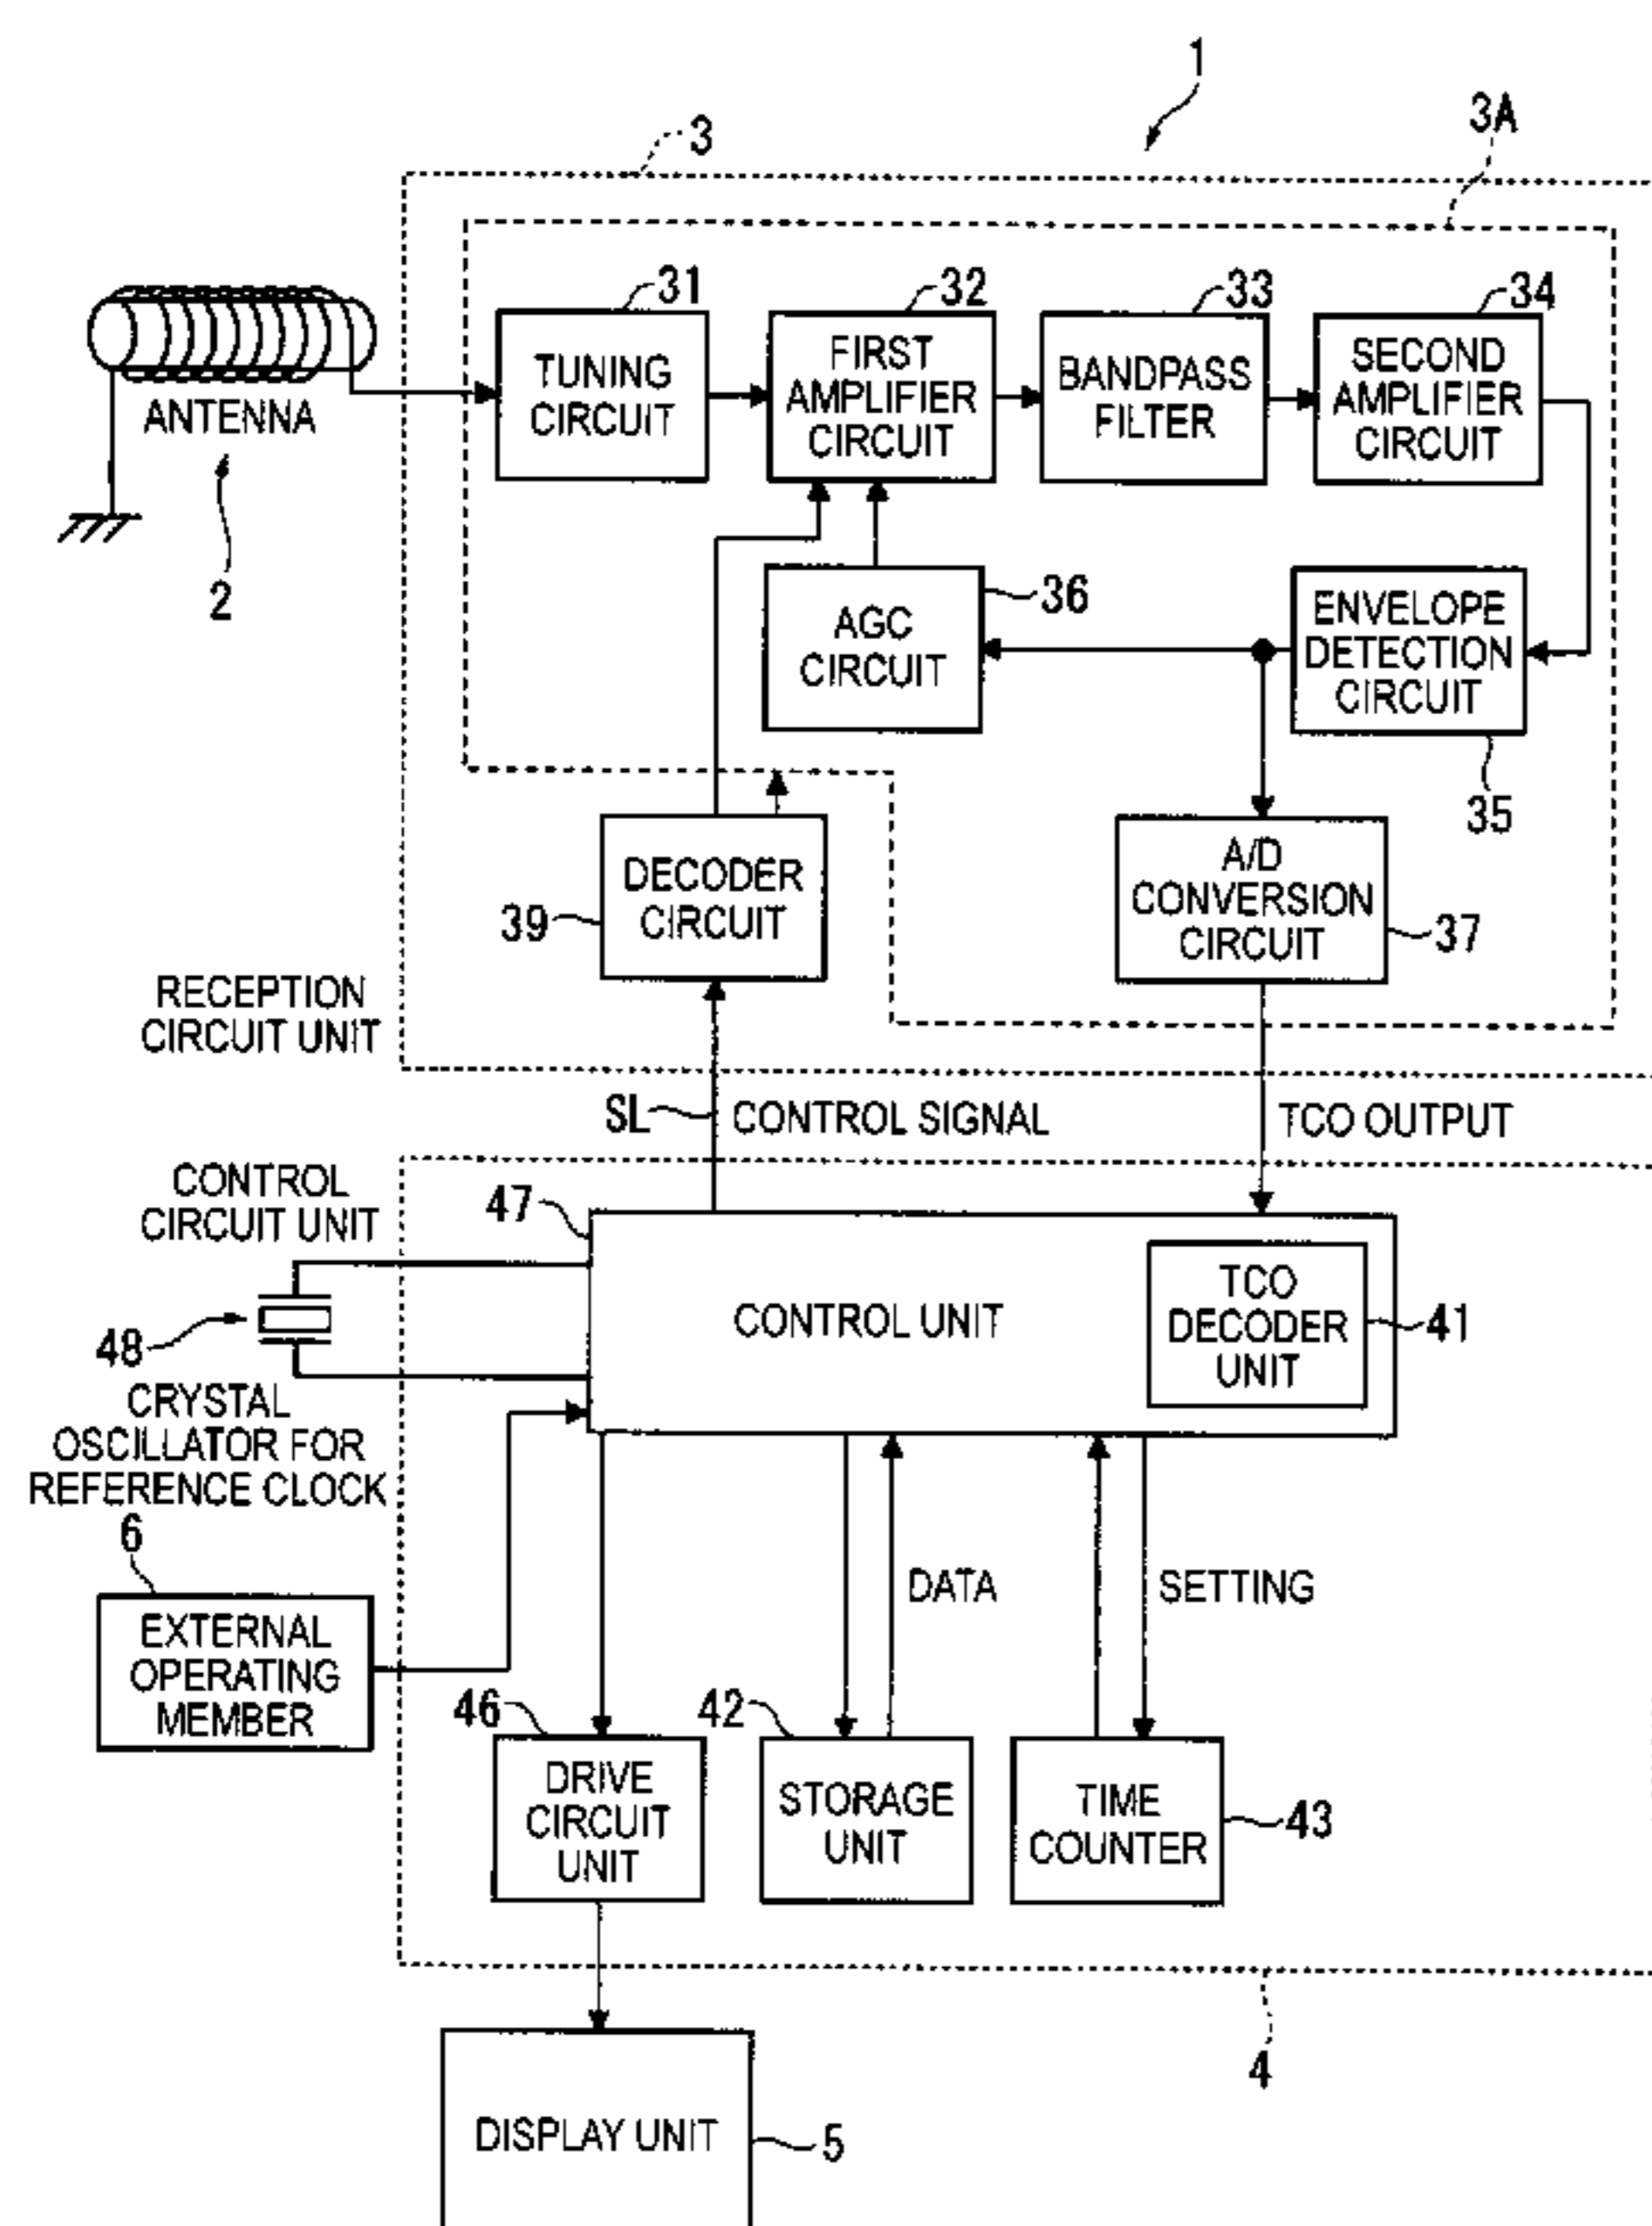 1
3
3A
31
32
33
34
TUNING
CIRCUIT
FIRST
AMPLIFIER
CIRCUIT
BANDPASS
FILTER
SECOND
AMPLIFIER
CIRCUIT
ANTENNA
2
AGC
CIRCUIT
36
ENVELOPE
DETECTION
CIRCUIT
35
DECODER
CIRCUIT
39
A/D
CONVERSION
CIRCUIT
37
RECEPTION
CIRCUIT UNIT
SL
CONTROL SIGNAL
TCO OUTPUT
CONTROL
CIRCUIT UNIT
47
CONTROL UNIT
TCO
DECODER
UNIT
41
48
CRYSTAL
OSCILLATOR FOR
REFERENCE CLOCK
6
EXTERNAL
OPERATING
MEMBER
DATA
SETTING
46
DRIVE
CIRCUIT
UNIT
42
STORAGE
UNIT
TIME
COUNTER
43
4
DISPLAY UNIT
5